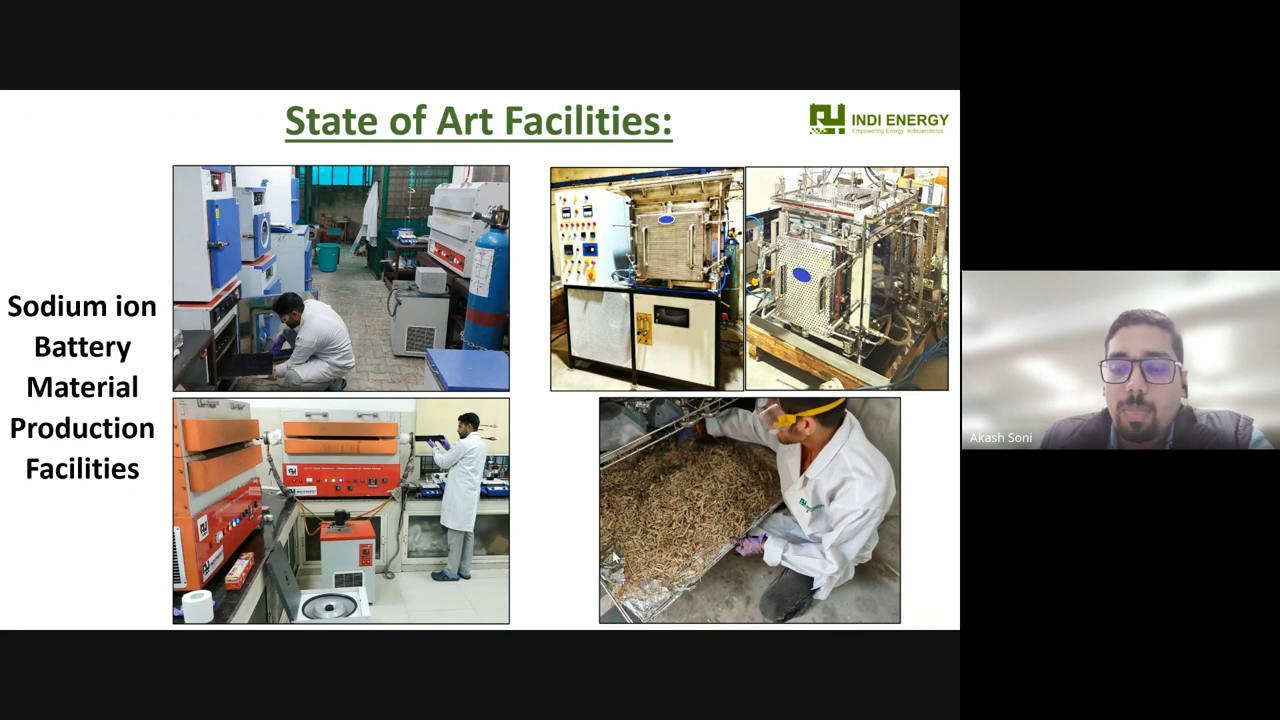 State of Art Facilities:
INDI ENERGY
Empowering Energy Independence
Sodium ion
Battery
Material
Production
Facilities
Akash Soni